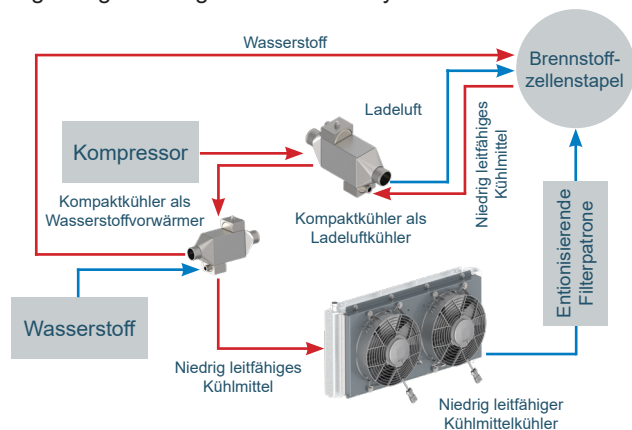 Wasserstoff
Brennstoff-
zellenstapel
Ladeluft
Niedrig leitfähiges
Kühlmittel
Kompressor
Kompaktkühler als
Wasserstoffvorwärmer
Kompaktkühler als
Ladeluftkühler
Entionisierende
Filterpatrone
Wasserstoff
Niedrig leitfähiges
Kühlmittel
Niedrig leitfähiger
Kühlmittelkühler